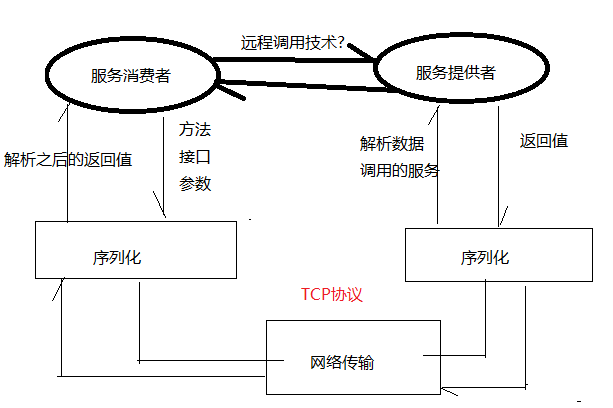 远程调用技术?
服务消费者
服务提供者
方法
接口
参数
解析之后的返回值
解析数据
调用的服务
返回值
序列化
序列化
TCP协议
网络传输